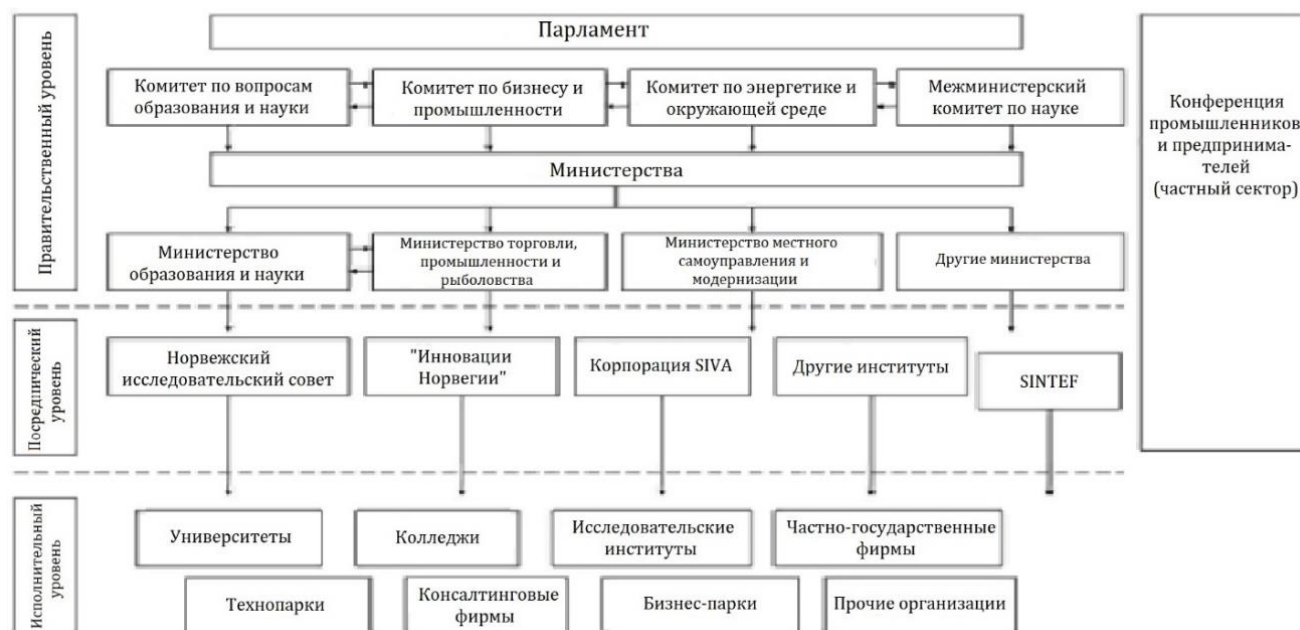 Правительственный уровень
Парламент
Комитет по вопросам
образования и науки
Комитет по бизнесу и
промышленности
Комитет по энергетике и
окружающей среде
Межминистерский
комитет по науке
Министерства
Министерство
образования и науки
Министерство торговли,
промышленности и
рыболовства
Министерство местного
самоуправления и
модернизации
Другие министерства
Конференция
промышленников
и предпринима-
телей
(частный сектор)
Посреднический
уровень
Норвежский
исследовательский совет
"Инновации
Норвегии"
Корпорация SIVA
Другие институты
SINTEF
Исполнительный
уровень
Университеты
Колледжи
Исследовательские
институты
Частно-государственные
фирмы
Технопарки
Консалтинговые
фирмы
Бизнес-парки
Прочие организации